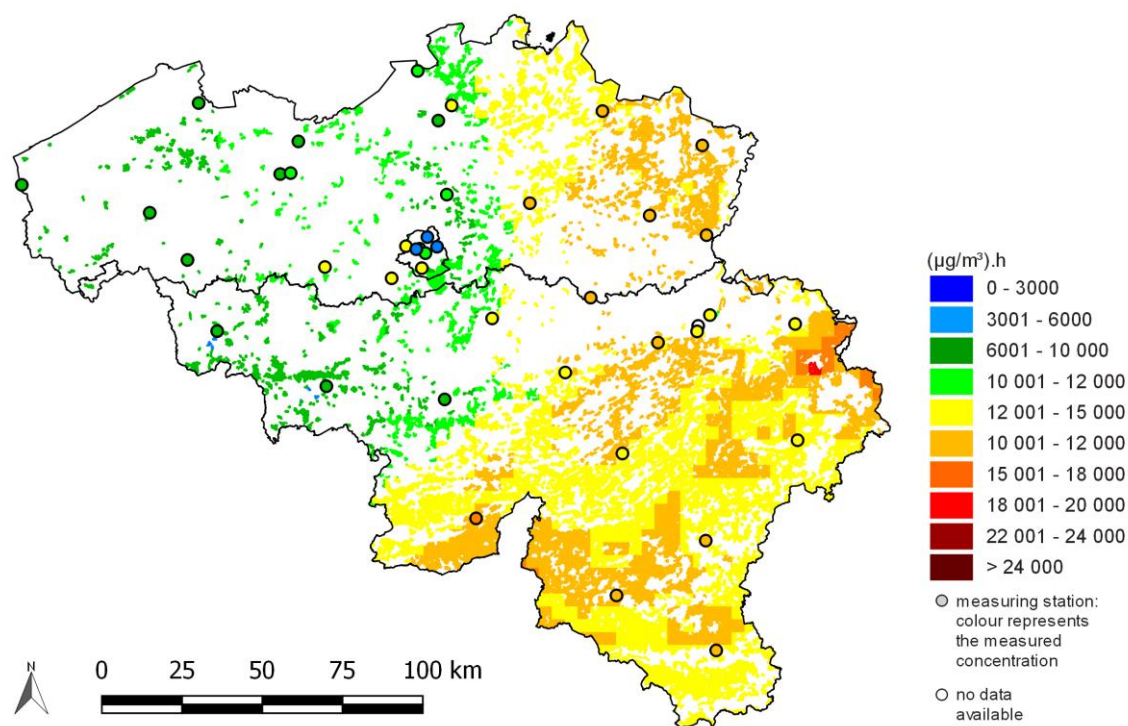 (µg/m³).h
0 - 3000
3001 - 6000
6001 - 10 000
10 001 - 12 000
12 001 - 15 000
10 001 - 12 000
15 001 - 18 000
18 001 - 20 000
22 001 - 24 000
> 24 000
measuring station:
colour represents
the measured
concentration
no data
available
N
0 25 50 75 100 km